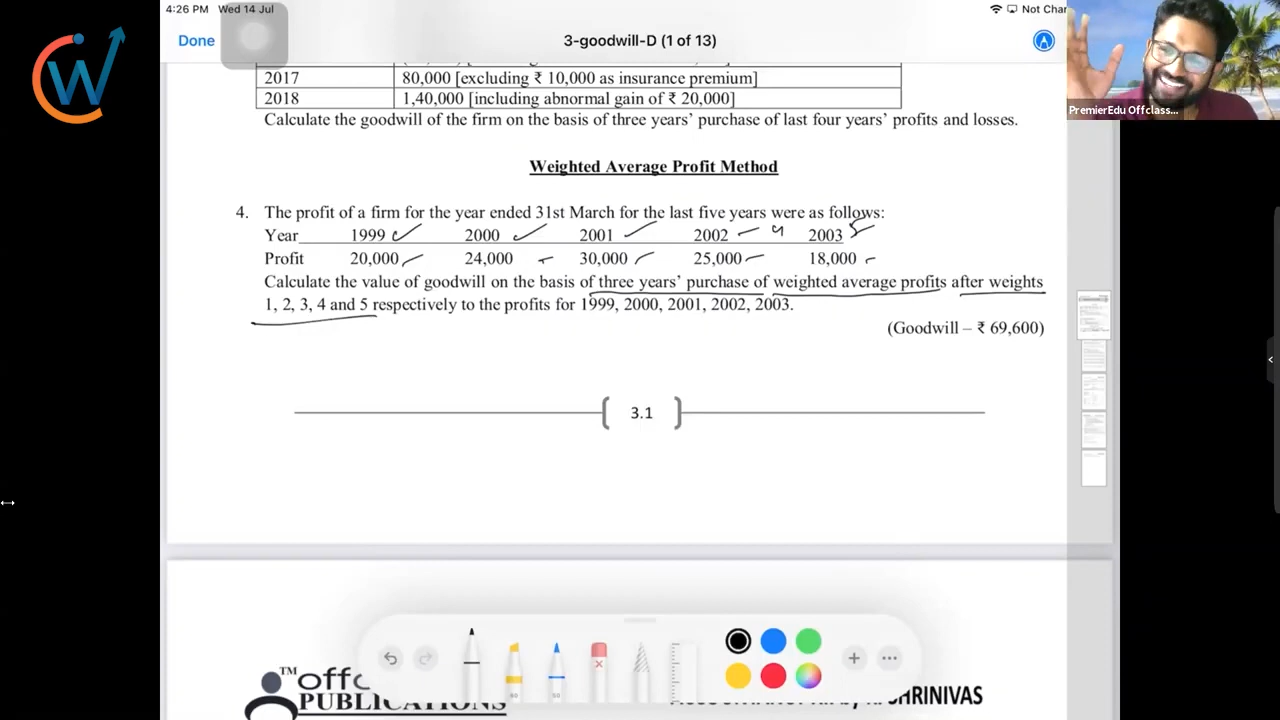 4:26 PM Wed 14 Jul
Not Char
Done
3-goodwill-D (1 of 13)
PremierEdu Offclass...
2017 80,000 [excluding ₹ 10,000 as insurance premium]
2018 1,40,000 [including abnormal gain of ₹ 20,000]
Calculate the goodwill of the firm on the basis of three years' purchase of last four years' profits and losses.
Weighted Average Profit Method
4. The profit of a firm for the year ended 31st March for the last five years were as follows:
Year 1999 2000 2001 2002 4 2003 5
Profit 20,000 24,000 30,000 25,000 18,000
Calculate the value of goodwill on the basis of three years' purchase of weighted average profits after weights
1, 2, 3, 4 and 5 respectively to the profits for 1999, 2000, 2001, 2002, 2003.
(Goodwill – ₹ 69,600)
3.1
TM
PUBLICATIONS
SHRINIVAS